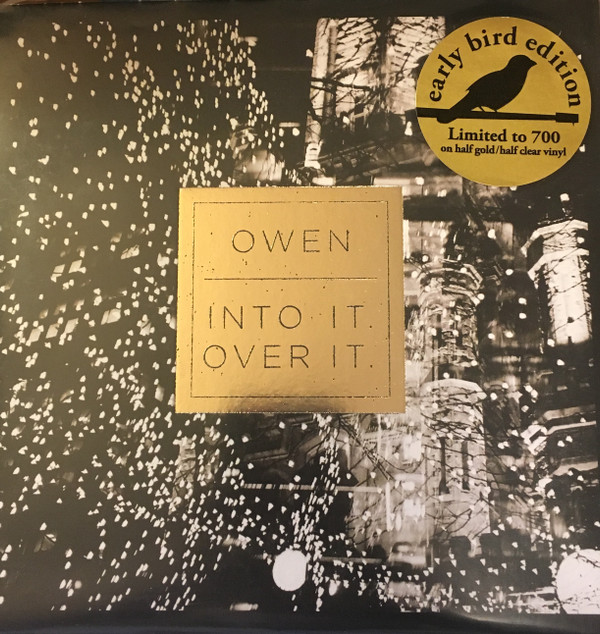 early bird edition
Limited to 700
on half gold/half clear vinyl
OWEN
INTO IT.
OVER IT.